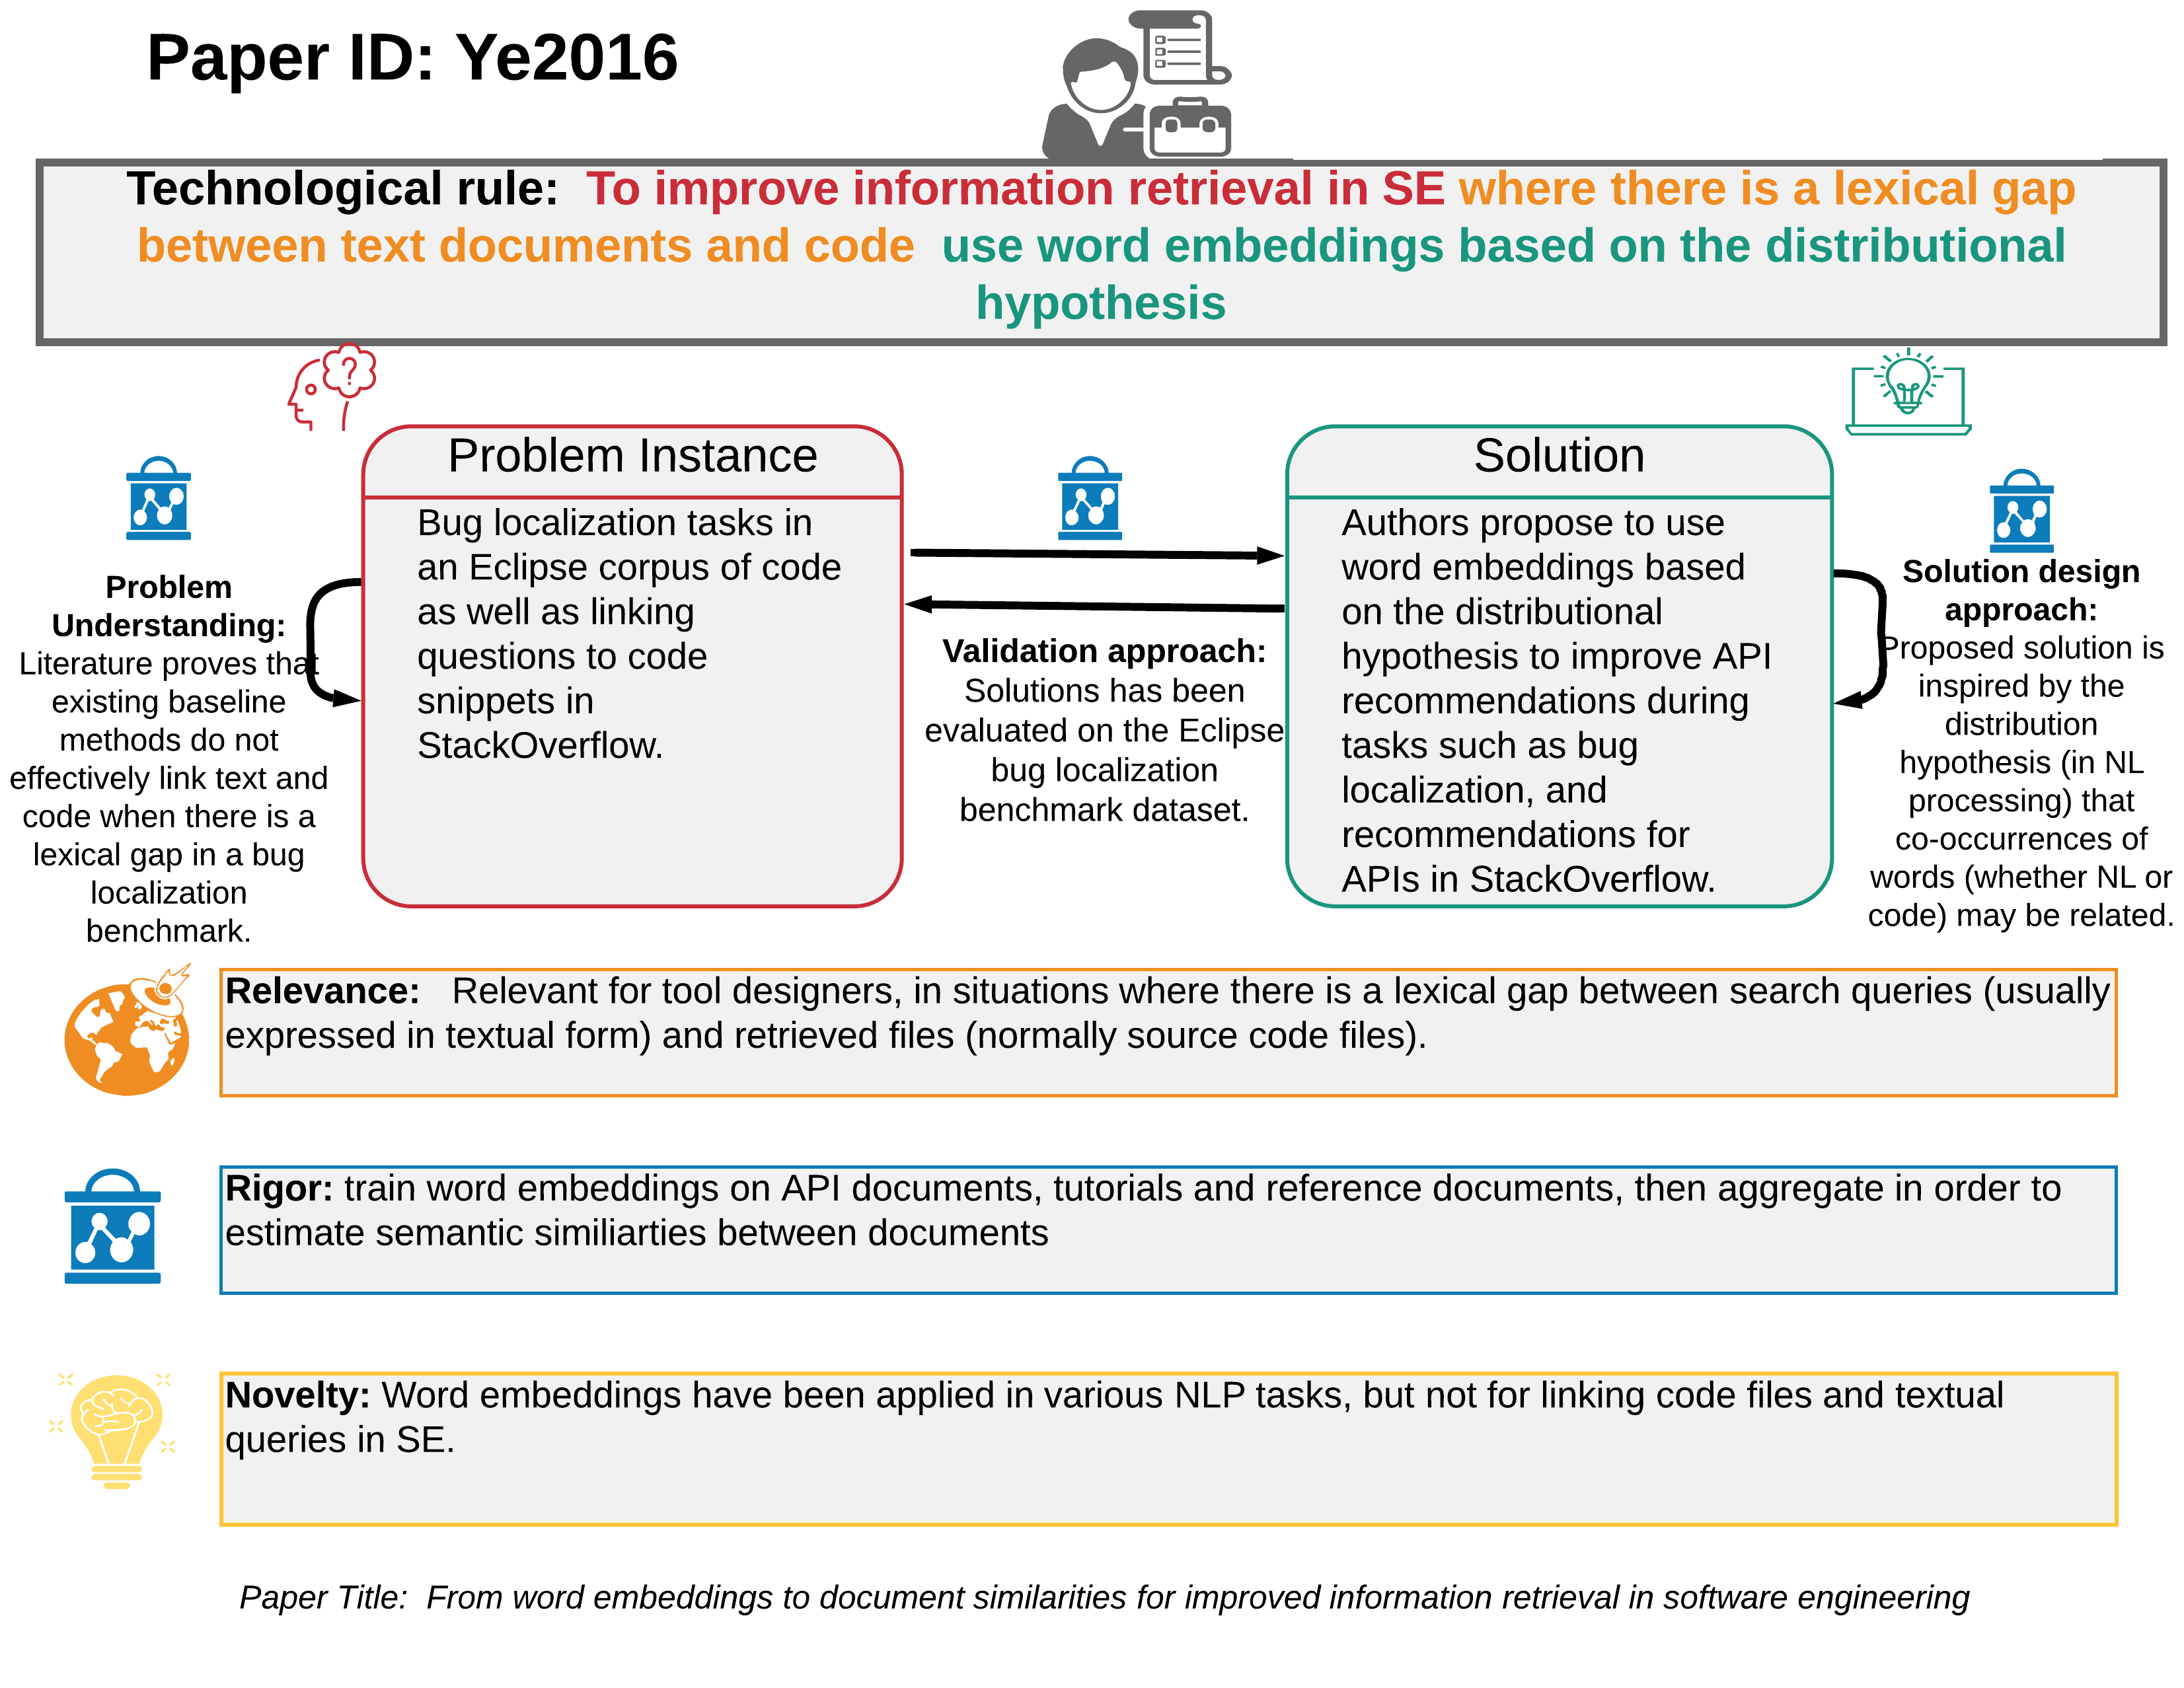 Paper ID: Ye2016
Technological rule: To improve information retrieval in SE where there is a lexical gap
between text documents and code use word embeddings based on the distributional
hypothesis
?
Problem
Understanding:
Literature proves that
existing baseline
methods do not
effectively link text and
code when there is a
lexical gap in a bug
localization
benchmark.
Problem Instance
Bug localization tasks in
an Eclipse corpus of code
as well as linking
questions to code
snippets in
StackOverflow.
Validation approach:
Solutions has been
evaluated on the Eclipse
bug localization
benchmark dataset.
Solution
Authors propose to use
word embeddings based
on the distributional
hypothesis to improve API
recommendations during
tasks such as bug
localization, and
recommendations for
APIs in StackOverflow.
Solution design
approach:
Proposed solution is
inspired by the
distribution
hypothesis (in NL
processing) that
co-occurrences of
words (whether NL or
code) may be related.
Relevance: Relevant for tool designers, in situations where there is a lexical gap between search queries (usually
expressed in textual form) and retrieved files (normally source code files).
Rigor: train word embeddings on API documents, tutorials and reference documents, then aggregate in order to
estimate semantic similiarties between documents
Novelty: Word embeddings have been applied in various NLP tasks, but not for linking code files and textual
queries in SE.
Paper Title: From word embeddings to document similarities for improved information retrieval in software engineering